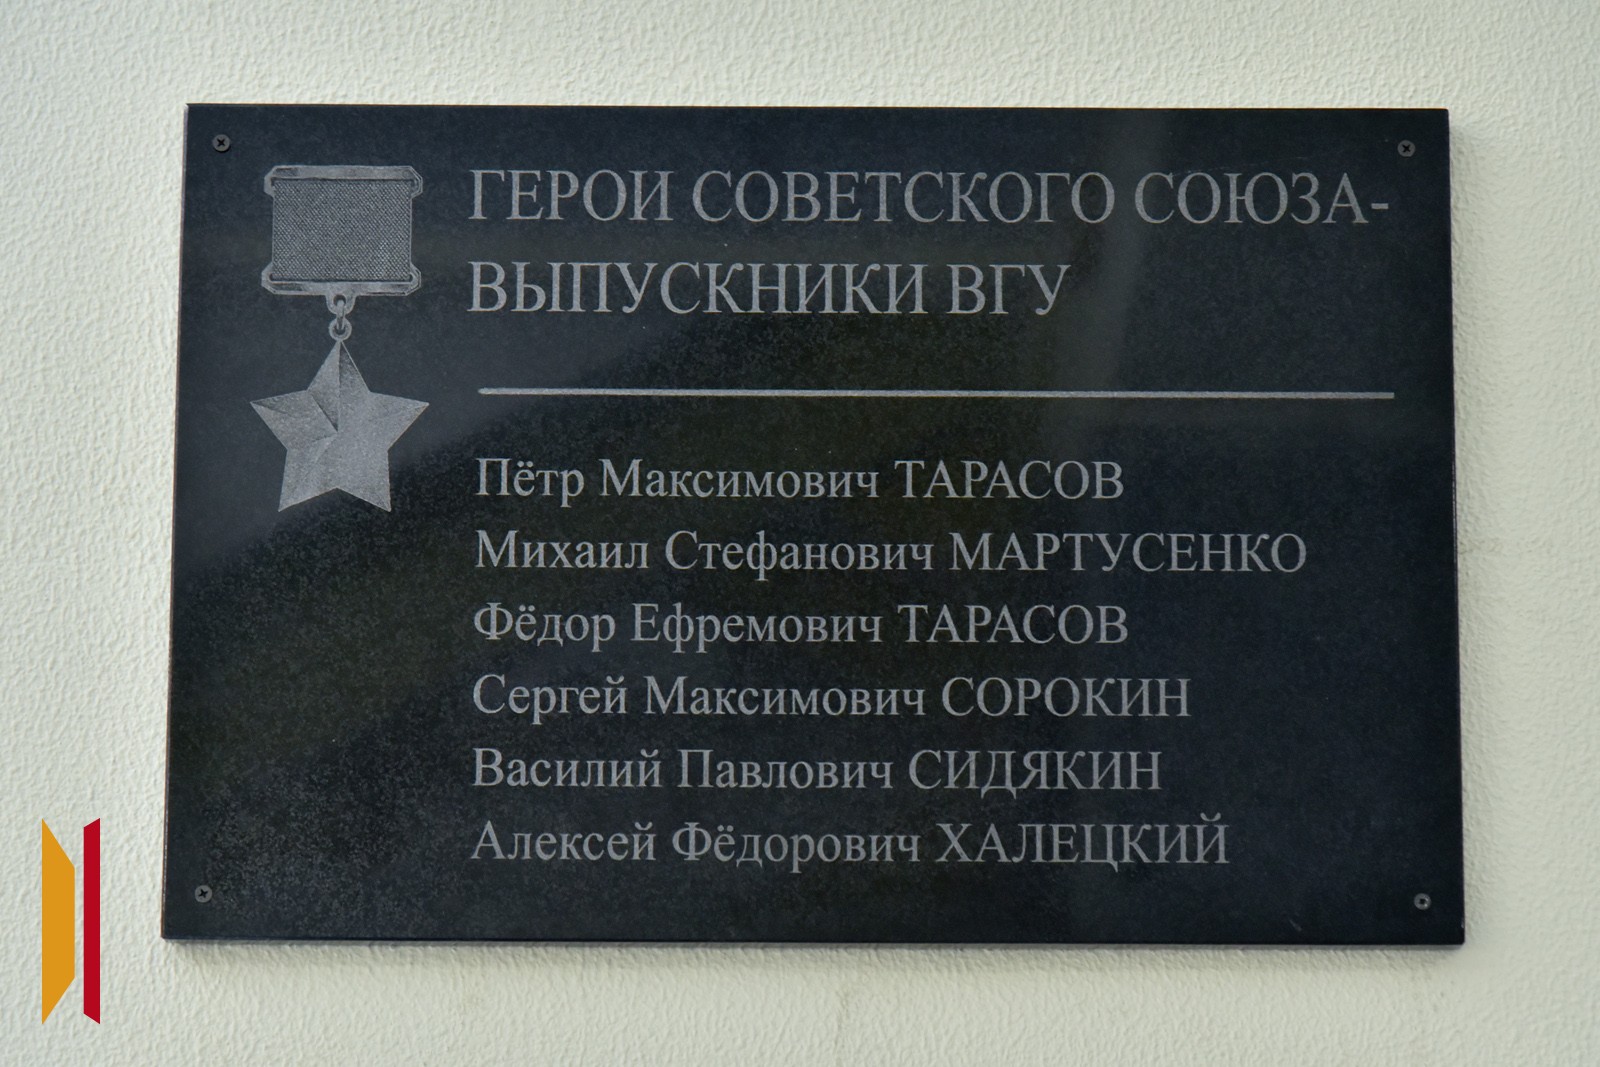 ГЕРОИ СОВЕТСКОГО СОЮЗА-
ВЫПУСКНИКИ ВГУ
Пётр Максимович ТАРАСОВ
Михаил Стефанович МАРТУСЕНКО
Фёдор Ефремович ТАРАСОВ
Сергей Максимович СОРОКИН
Василий Павлович СИДЯКИН
Алексей Фёдорович ХАЛЕЦКИЙ